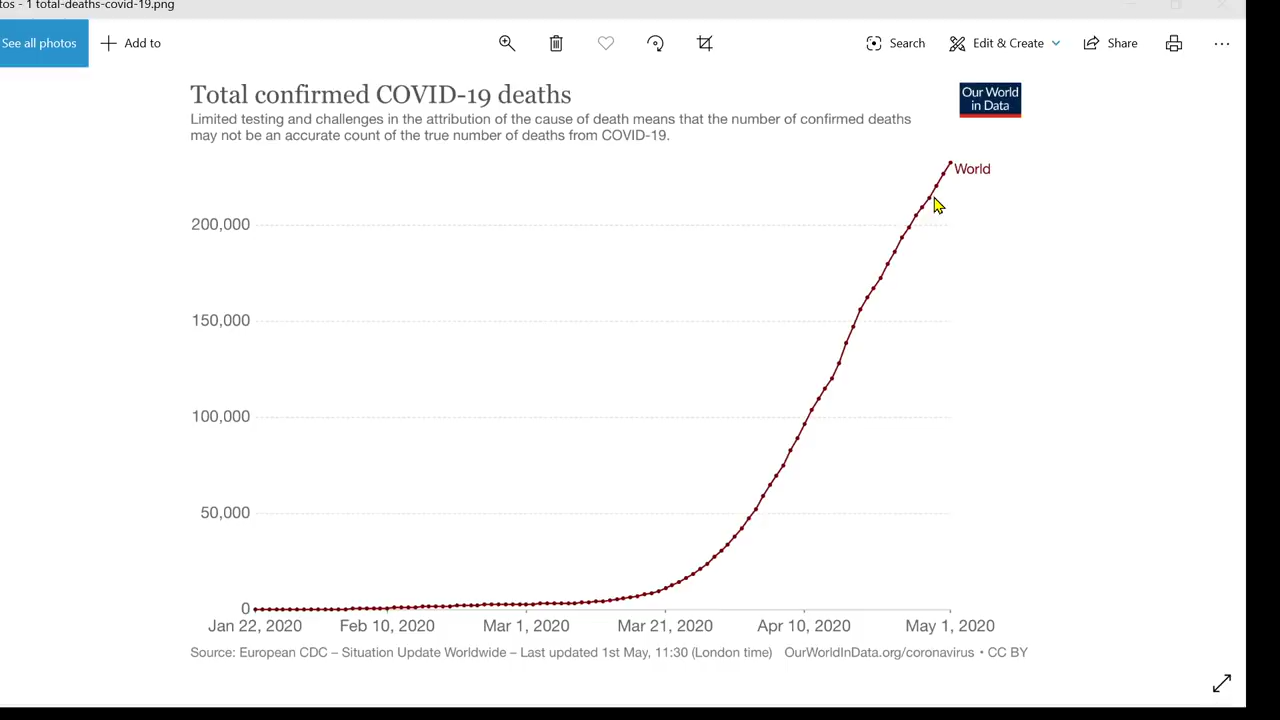 tos - 1 total-deaths-covid-19.png
See all photos
Add to
Search
Edit & Create
Share
Total confirmed COVID-19 deaths
Our World
in Data
Limited testing and challenges in the attribution of the cause of death means that the number of confirmed deaths
may not be an accurate count of the true number of deaths from COVID-19.
World
200,000
150,000
100,000
50,000
0
Jan 22, 2020
Feb 10, 2020
Mar 1, 2020
Mar 21, 2020
Apr 10, 2020
May 1, 2020
Source: European CDC – Situation Update Worldwide – Last updated 1st May, 11:30 (London time)
OurWorldInData.org/coronavirus • CC BY